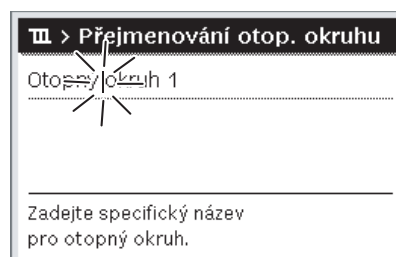 > Přejmenování otop. okruhu
Otopný okruh 1
Zadejte specifický název
pro otopný okruh.